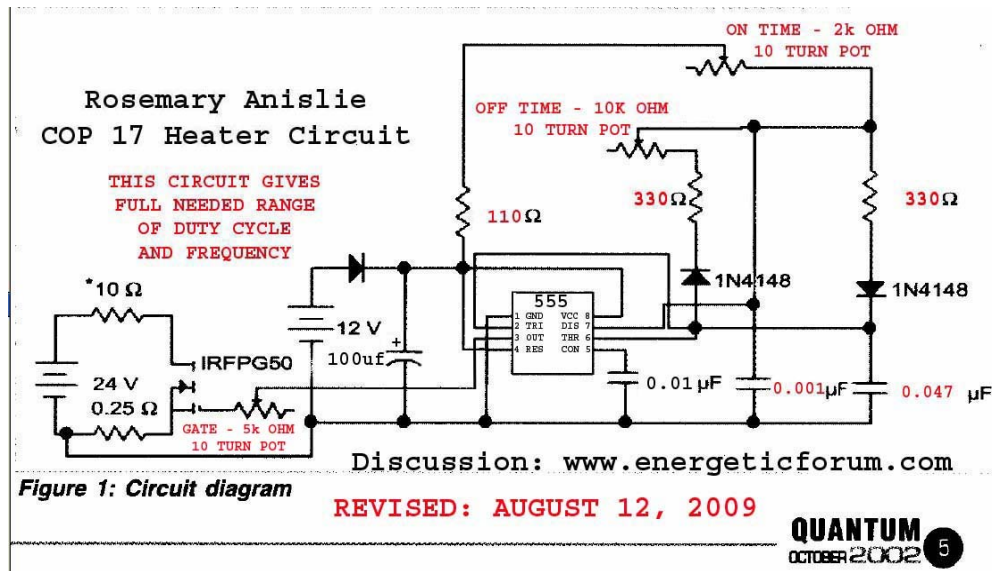 ON TIME - 2k OHM
10 TURN POT
Rosemary Anislie
COP 17 Heater Circuit
OFF TIME - 10K OHM
10 TURN POT
THIS CIRCUIT GIVES
FULL NEEDED RANGE
OF DUTY CYCLE
AND FREQUENCY
110Ω
330Ω
330Ω
*10 Ω
1N4148
1N4148
555
1 GND VCC 8
2 TRI DIS 7
3 OUT THR 6
4 RES CON 5
12 V
+
100uf
IRFPG50
24 V
0.25 Ω
0.01 µF
0.001µF
0.047 µF
GATE - 5k OHM
10 TURN POT
Discussion: www.energeticforum.com
Figure 1: Circuit diagram
REVISED: AUGUST 12, 2009
QUANTUM
OCTOBER 2002 5